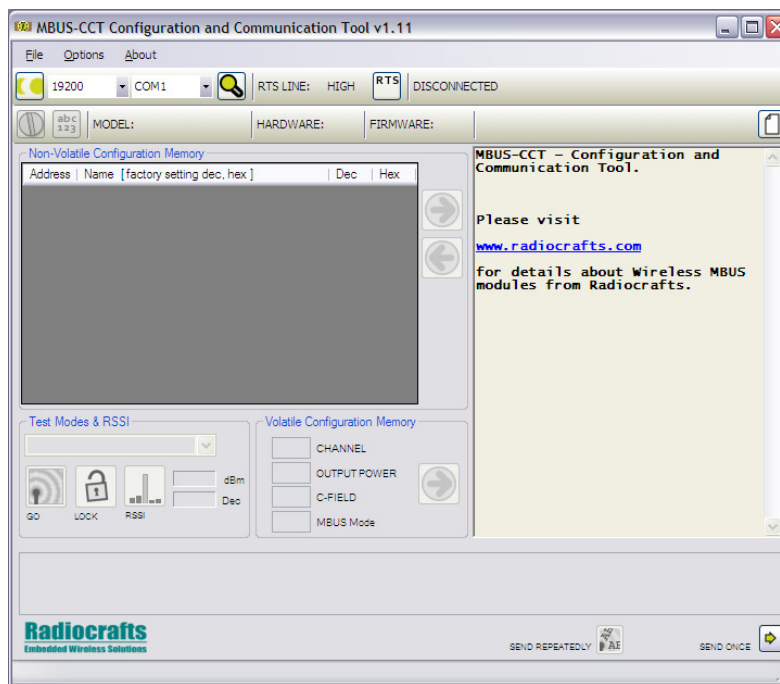 MBUS-CCT Configuration and Communication Tool v1.11
File Options About
19200 COM1 RTS LINE: HIGH RTS DISCONNECTED
abc
123
MODEL: HARDWARE: FIRMWARE:
Non-Volatile Configuration Memory
Address Name [factory setting dec, hex ] Dec Hex
MBUS-CCT – Configuration and
Communication Tool.
Please visit
www.radiocrafts.com
for details about Wireless MBUS
modules from Radiocrafts.
Test Modes & RSSI
dBm
Dec
GO LOCK RSSI
Volatile Configuration Memory
CHANNEL
OUTPUT POWER
C-FIELD
MBUS Mode
Radiocrafts
Embedded Wireless Solutions
SEND REPEATEDLY SEND ONCE